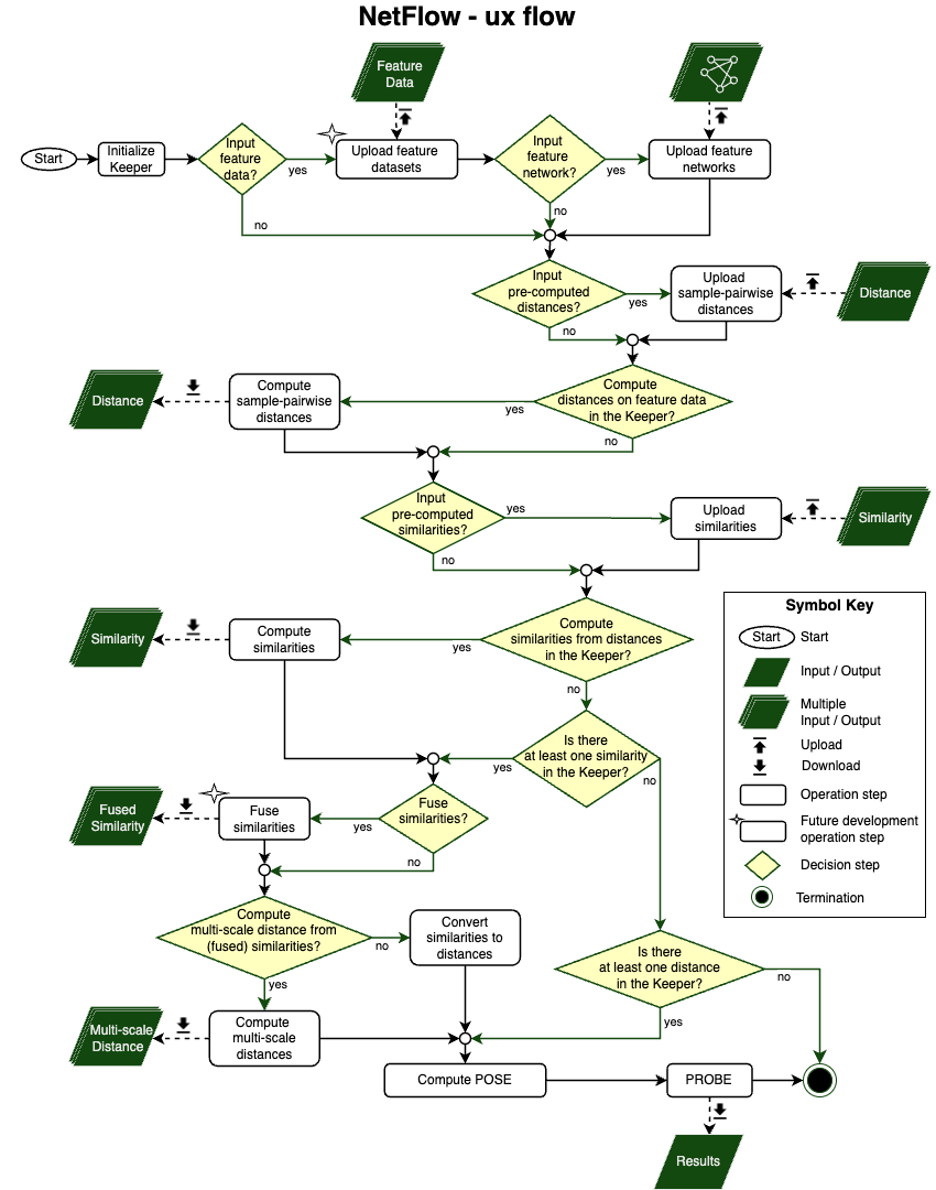 NetFlow - ux flow
Feature
Data
Start
Initialize
Keeper
Input
feature
data?
yes
Upload feature
datasets
Input
feature
network?
yes
Upload feature
networks
no
no
Input
pre-computed
distances?
yes
Upload
sample-pairwise
distances
Distance
no
Distance
Compute
sample-pairwise
distances
yes
Compute
distances on feature data
in the Keeper?
no
Input
pre-computed
similarities?
yes
Upload
similarities
Similarity
no
Similarity
Compute
similarities
yes
Compute
similarities from distances
in the Keeper?
no
Symbol Key
Start
Start
Input / Output
Multiple
Input / Output
Upload
Download
Operation step
Future development
operation step
Decision step
Termination
Is there
at least one similarity
in the Keeper?
yes
no
Fused
Similarity
Fuse
similarities
yes
Fuse
similarities?
no
Compute
multi-scale distance from
(fused) similarities?
no
Convert
similarities to
distances
yes
Is there
at least one distance
in the Keeper?
no
yes
Multi-scale
Distance
Compute
multi-scale
distances
Compute POSE
PROBE
Results